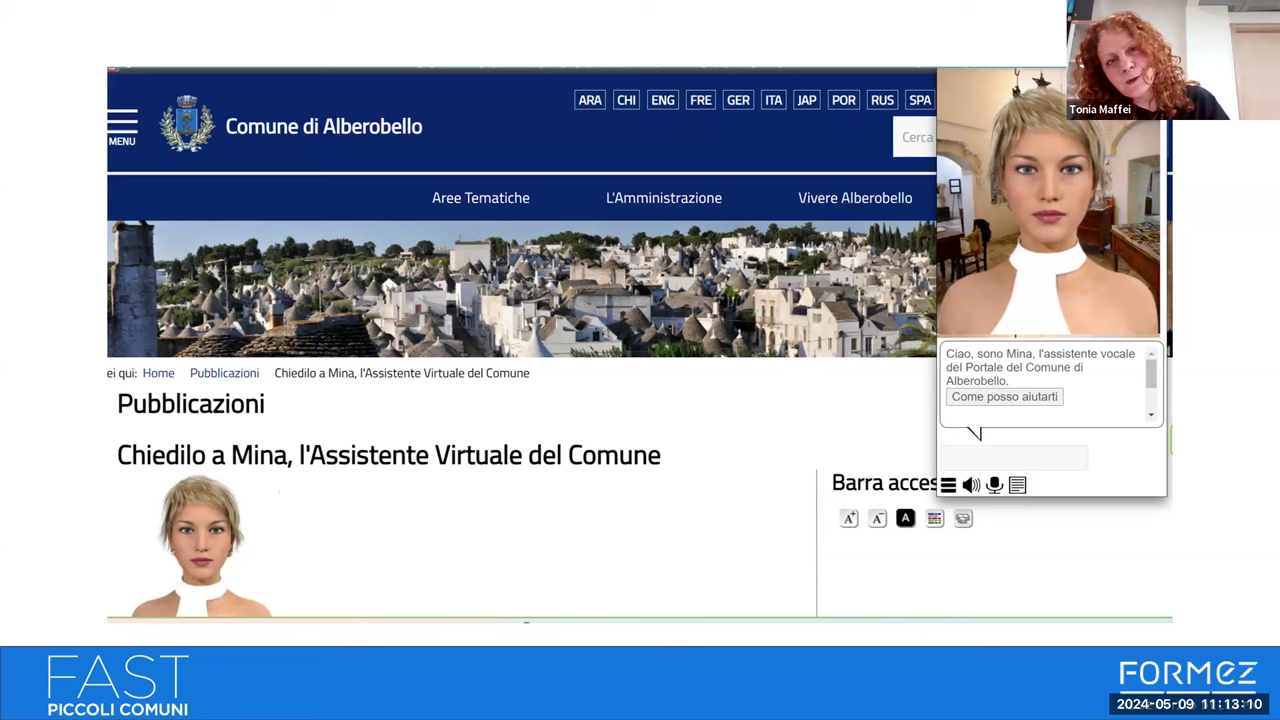 Tonia Maffei
ARA CHI ENG FRE GER ITA JAP POR RUS SPA
MENU
Comune di Alberobello
Cerca
Aree Tematiche L'Amministrazione Vivere Alberobello
ei qui: Home Pubblicazioni Chiedilo a Mina, l'Assistente Virtuale del Comune
Pubblicazioni
Chiedilo a Mina, l'Assistente Virtuale del Comune
Ciao, sono Mina, l'assistente vocale
del Portale del Comune di
Alberobello.
Come posso aiutarti
Barra acces
A+ A- A
FAST
PICCOLI COMUNI
FORMEZ
2024-05-09 11:13:10